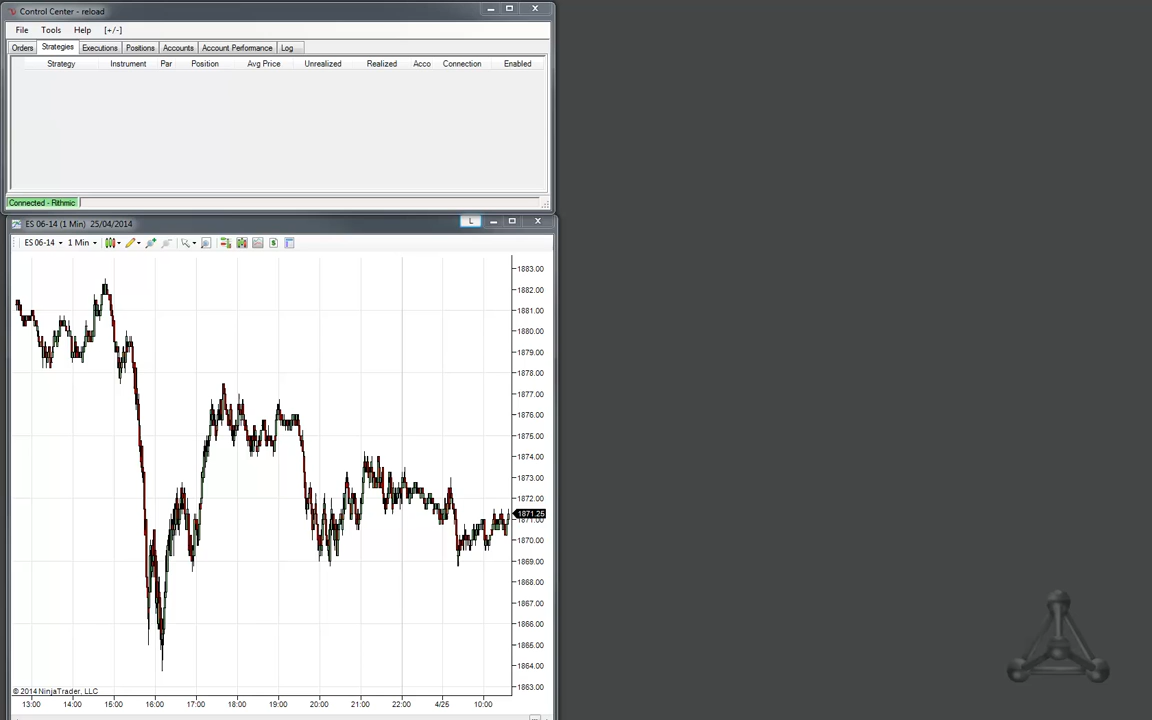 Control Center - reload
File Tools Help [+/-]
Orders Strategies Executions Positions Accounts Account Performance Log
Strategy Instrument Par Position Avg Price Unrealized Realized Acco Connection Enabled
Connected - Rithmic
ES 06-14 (1 Min) 25/04/2014 L
ES 06-14 1 Min
1883.00
1882.00
1881.00
1880.00
1879.00
1878.00
1877.00
1876.00
1875.00
1874.00
1873.00
1872.00
1871.25
1871.00
1870.00
1869.00
1868.00
1867.00
1866.00
1865.00
1864.00
1863.00
© 2014 NinjaTrader, LLC
13:00 14:00 15:00 16:00 17:00 18:00 19:00 20:00 21:00 22:00 4/25 10:00